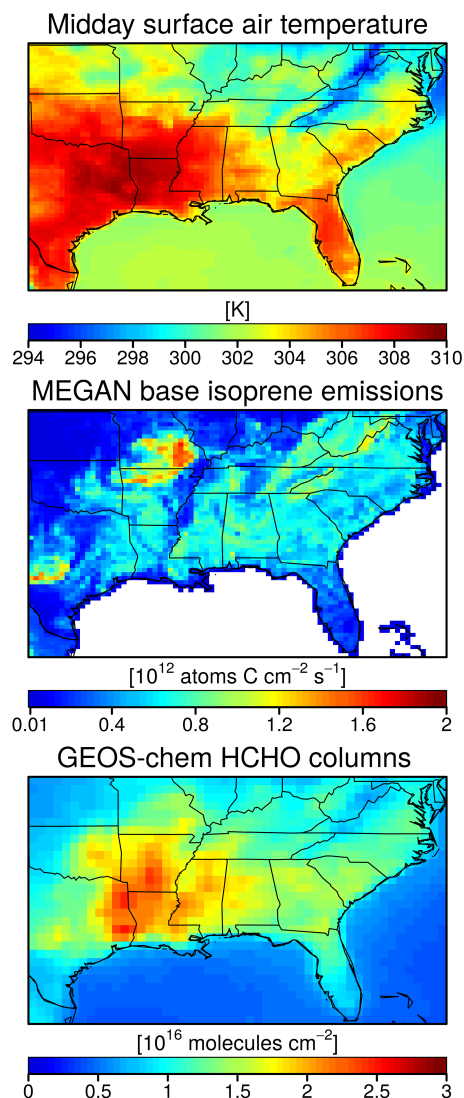 Midday surface air temperature
[K]
294 296 298 300 302 304 306 308 310
MEGAN base isoprene emissions
[10¹² atoms C cm⁻² s⁻¹]
0.01 0.4 0.8 1.2 1.6 2
GEOS-chem HCHO columns
[10¹⁶ molecules cm⁻²]
0 0.5 1 1.5 2 2.5 3